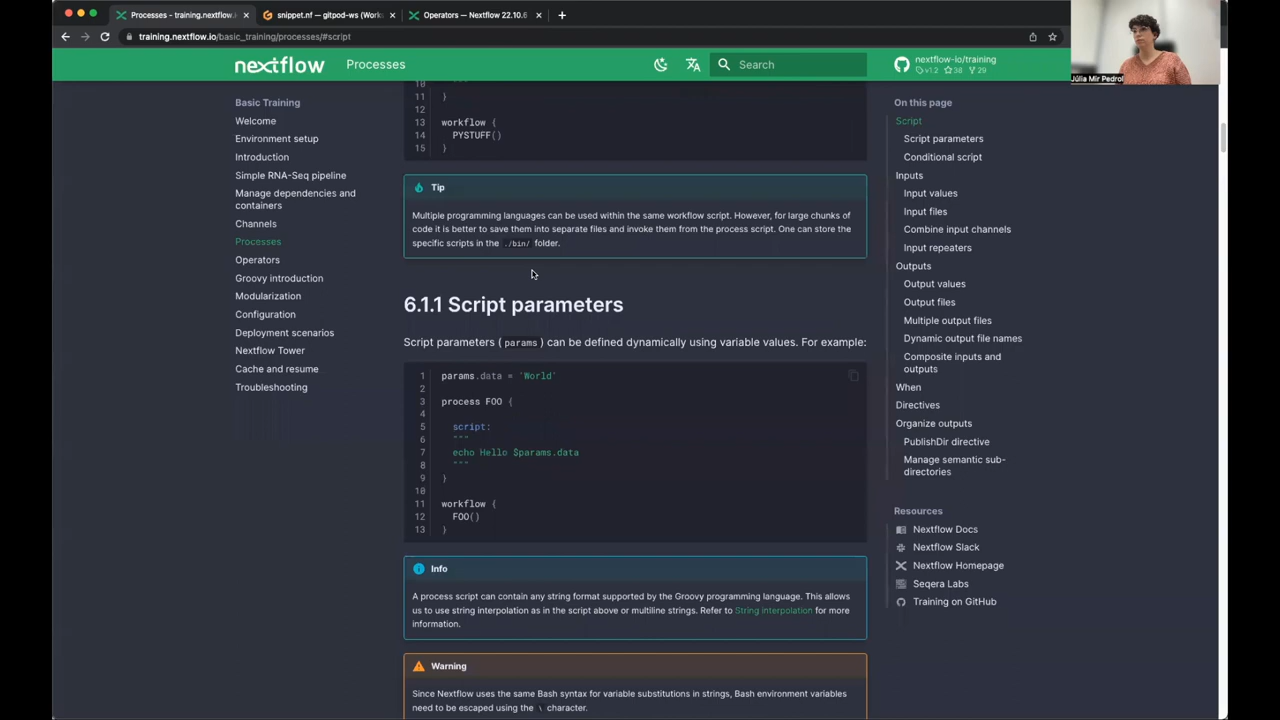 Processes - training.nextflow.i
snippet.nf — gitpod-ws (Work
Operators — Nextflow 22.10.6
training.nextflow.io/basic_training/processes/#script
nextflow
Processes
Search
nextflow-io/training
v1.2 38 29
Júlia Mir Pedrol
Basic Training
Welcome
Environment setup
Introduction
Simple RNA-Seq pipeline
Manage dependencies and
containers
Channels
Processes
Operators
Groovy introduction
Modularization
Configuration
Deployment scenarios
Nextflow Tower
Cache and resume
Troubleshooting
10 """
11 }
12
13 workflow {
14 PYSTUFF()
15 }
Tip
Multiple programming languages can be used within the same workflow script. However, for large chunks of
code it is better to save them into separate files and invoke them from the process script. One can store the
specific scripts in the ./bin/ folder.
6.1.1 Script parameters
Script parameters ( params ) can be defined dynamically using variable values. For example:
1 params.data = 'World'
2
3 process FOO {
4
5 script:
6 """
7 echo Hello $params.data
8 """
9 }
10
11 workflow {
12 FOO()
13 }
Info
A process script can contain any string format supported by the Groovy programming language. This allows
us to use string interpolation as in the script above or multiline strings. Refer to String interpolation for more
information.
Warning
Since Nextflow uses the same Bash syntax for variable substitutions in strings, Bash environment variables
need to be escaped using the \ character.
On this page
Script
Script parameters
Conditional script
Inputs
Input values
Input files
Combine input channels
Input repeaters
Outputs
Output values
Output files
Multiple output files
Dynamic output file names
Composite inputs and
outputs
When
Directives
Organize outputs
PublishDir directive
Manage semantic sub-
directories
Resources
Nextflow Docs
Nextflow Slack
Nextflow Homepage
Seqera Labs
Training on GitHub